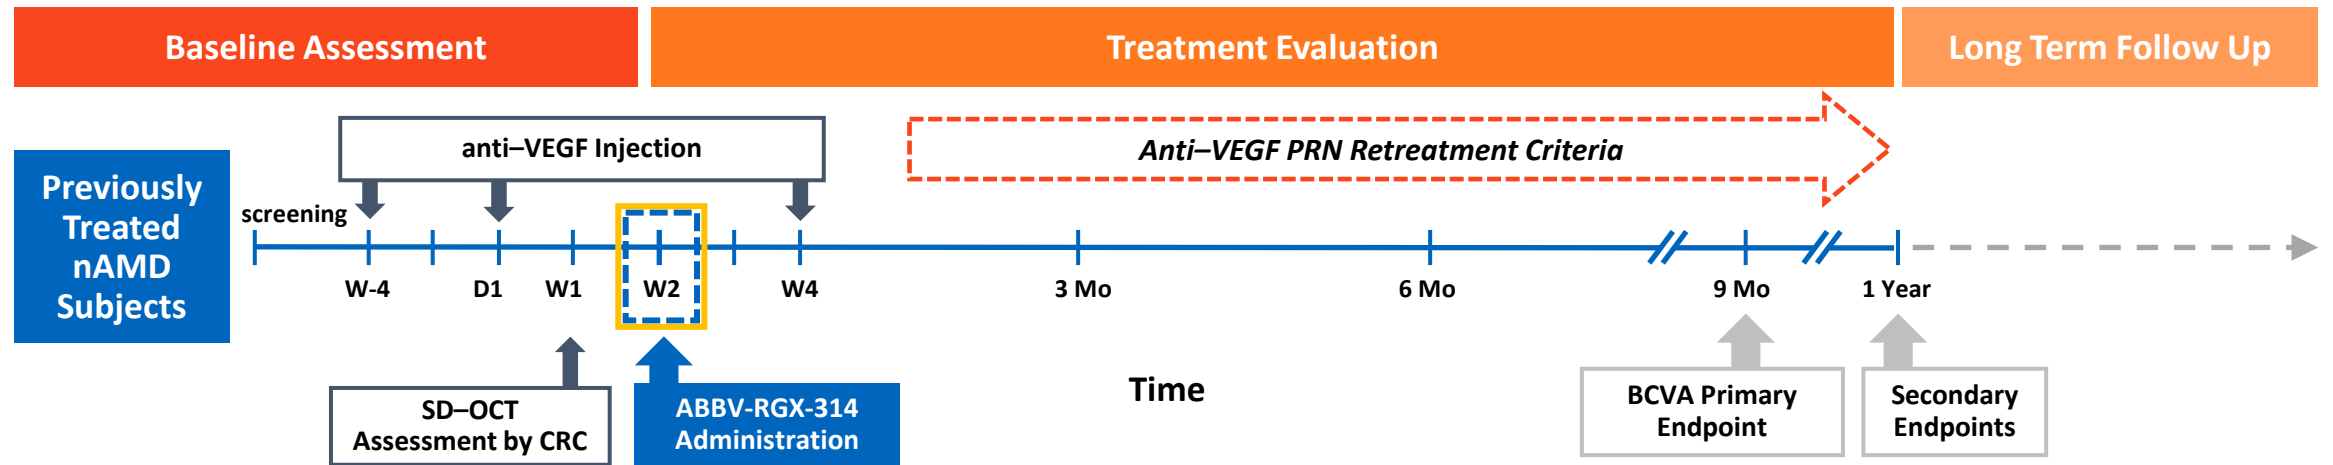 Baseline Assessment
Treatment Evaluation
Long Term Follow Up
anti–VEGF Injection
Anti–VEGF PRN Retreatment Criteria
Previously
Treated
nAMD
Subjects
screening
W-4
D1
W1
W2
W4
3 Mo
6 Mo
9 Mo
1 Year
SD–OCT
Assessment by CRC
ABBV-RGX-314
Administration
Time
BCVA Primary
Endpoint
Secondary
Endpoints